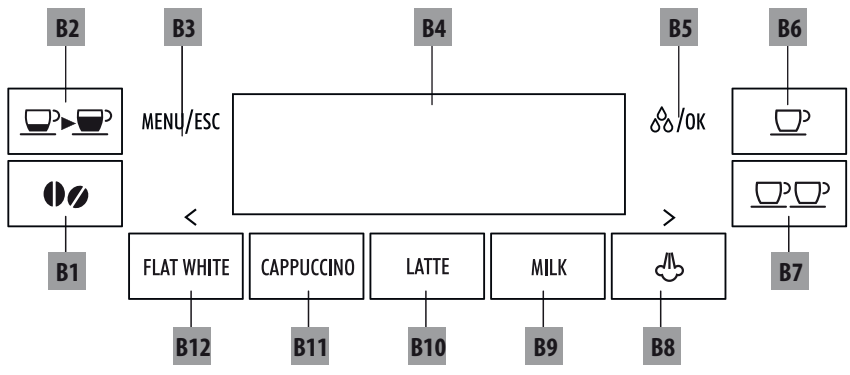 B2 B3 B4 B5 B6
MENU/ESC /OK
< >
B1 FLAT WHITE CAPPUCCINO LATTE MILK B7
B12 B11 B10 B9 B8